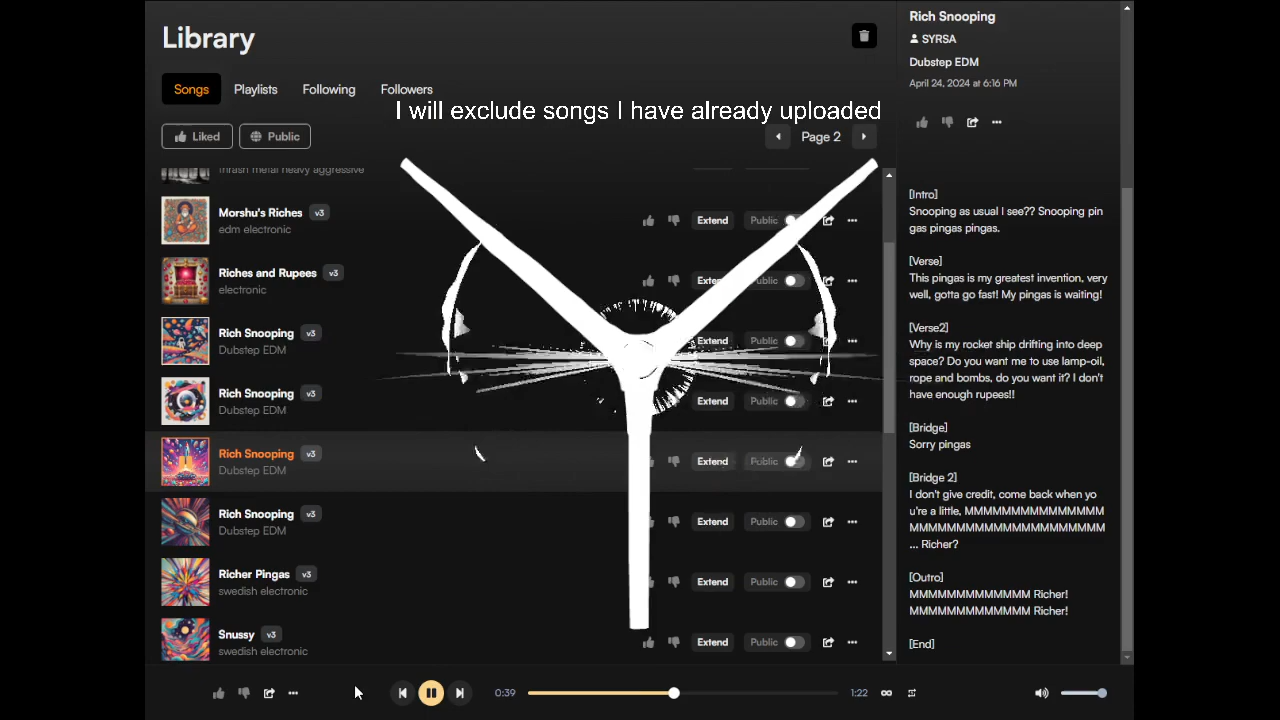 Library
Songs
Playlists
Following
Followers
I will exclude songs I have already uploaded
Liked
Public
Page 2
thrash metal heavy aggressive
Morshu's Riches v3
edm electronic
Extend
Public
Riches and Rupees v3
electronic
Rich Snooping v3
Dubstep EDM
Extend
Public
Rich Snooping v3
Dubstep EDM
Extend
Public
Rich Snooping v3
Dubstep EDM
Extend
Public
Rich Snooping v3
Dubstep EDM
Extend
Public
Richer Pingas v3
swedish electronic
Extend
Public
Snussy v3
swedish electronic
Extend
Public
Rich Snooping
SYRSA
Dubstep EDM
April 24, 2024 at 6:16 PM
[Intro]
Snooping as usual I see?? Snooping pin
gas pingas pingas.
[Verse]
This pingas is my greatest invention, very
well, gotta go fast! My pingas is waiting!
[Verse2]
Why is my rocket ship drifting into deep
space? Do you want me to use lamp-oil,
rope and bombs, do you want it? I don't
have enough rupees!!
[Bridge]
Sorry pingas
[Bridge 2]
I don't give credit, come back when yo
u're a little, MMMMMMMMMMMMMMM
MMMMMMMMMMMMMMMMMMMMM
... Richer?
[Outro]
MMMMMMMMMMMMM Richer!
MMMMMMMMMMMMM Richer!
[End]
0:39
1:22